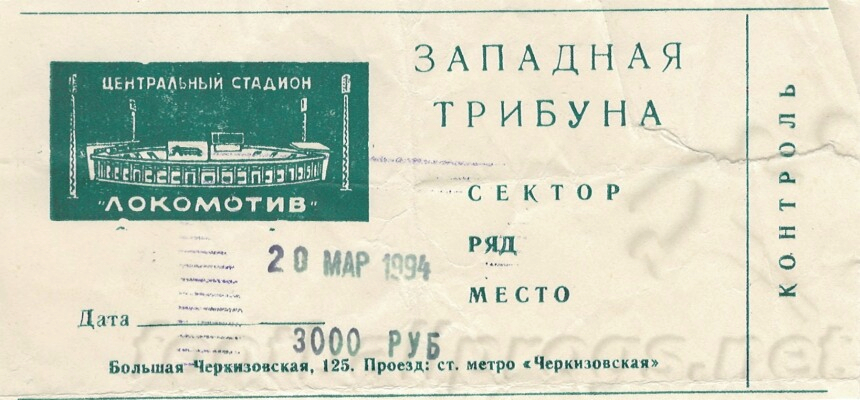 ЦЕНТРАЛЬНЫЙ СТАДИОН
"ЛОКОМОТИВ"
ЗАПАДНАЯ
ТРИБУНА
СЕКТОР
РЯД
МЕСТО
20 МАР 1994
Дата
3000 РУБ
Большая Черкизовская, 125. Проезд: ст. метро «Черкизовская»
КОНТРОЛЬ